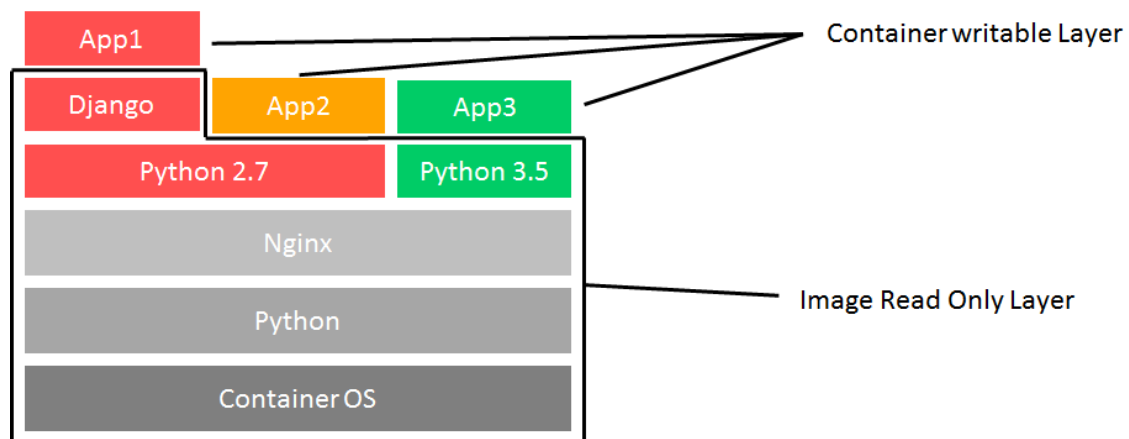 App1
Container writable Layer
Django
App2
App3
Python 2.7
Python 3.5
Nginx
Image Read Only Layer
Python
Container OS